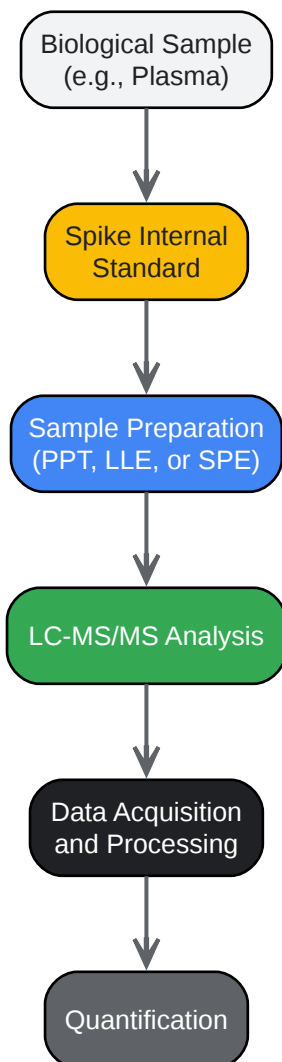 Biological Sample
(e.g., Plasma)
Spike Internal
Standard
Sample Preparation
(PPT, LLE, or SPE)
LC-MS/MS Analysis
Data Acquisition
and Processing
Quantification